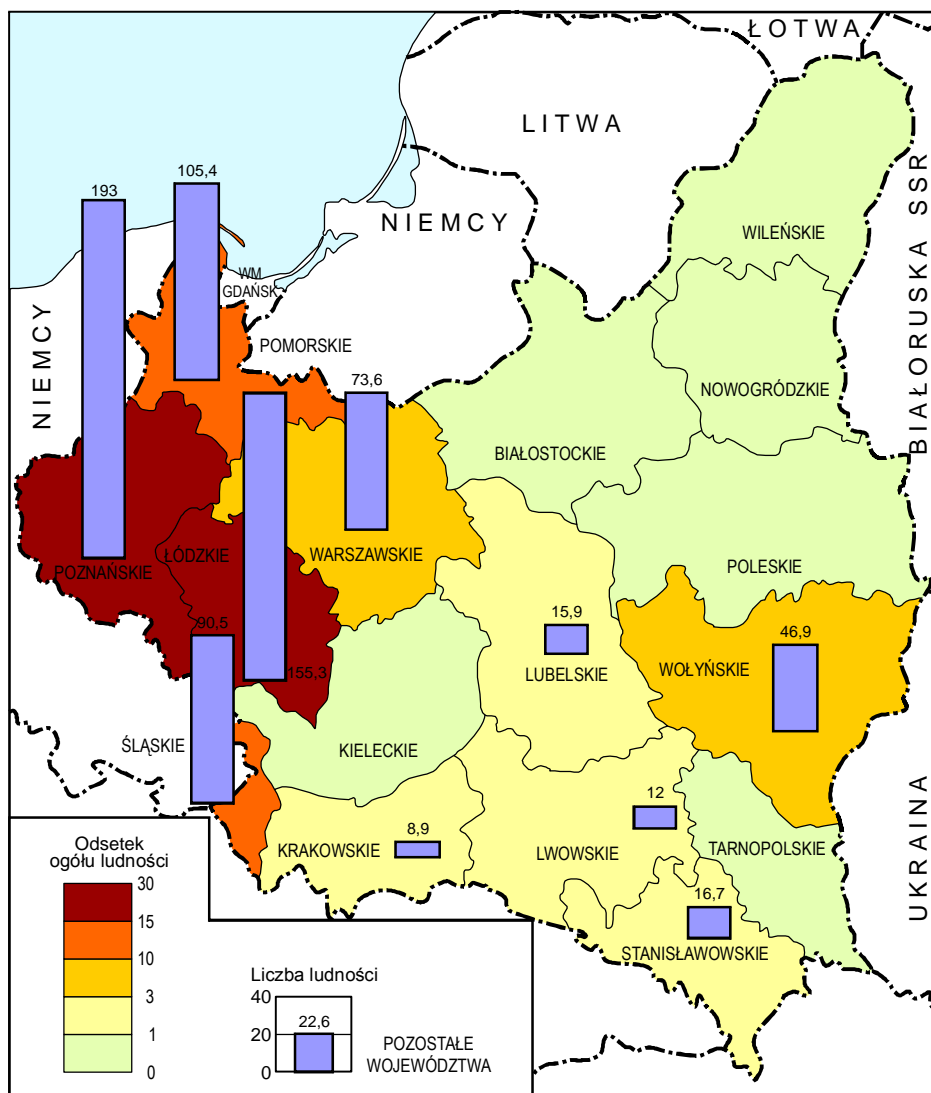 ŁOTWA
LITWA
NIEMCY
BIAŁORUSKA SSR
WILEŃSKIE
193
105,4
WM
GDAŃSK
NIEMCY
POMORSKIE
73,6
NOWOGRÓDZKIE
BIAŁOSTOCKIE
POZNAŃSKIE
ŁÓDZKIE
WARSZAWSKIE
POLESKIE
15,9
90,5
46,9
155,3
LUBELSKIE
WOŁYŃSKIE
ŚLĄSKIE
KIELECKIE
12
8,9
KRAKOWSKIE
LWOWSKIE
TARNOPOLSKIE
UKRAINA
16,7
STANISŁAWOWSKIE
Odsetek
ogółu ludności
30
15
10
3
1
0
Liczba ludności
40
20
0
22,6
POZOSTAŁE
WOJEWÓDZTWA